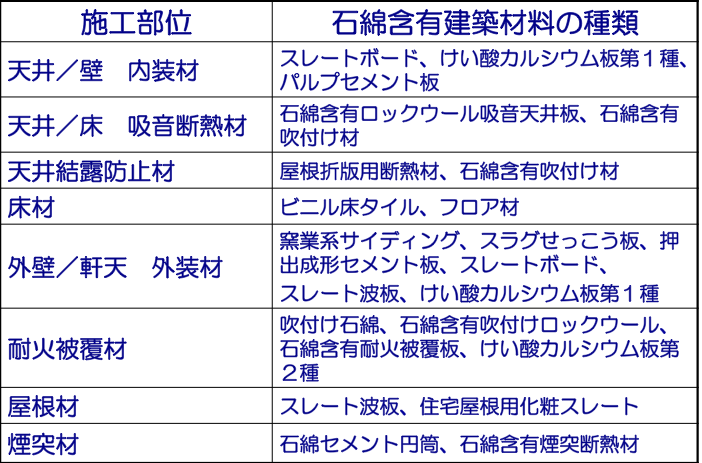 施工部位 石綿含有建築材料の種類
天井／壁　内装材 スレートボード、けい酸カルシウム板第１種、
パルプセメント板
天井／床　吸音断熱材 石綿含有ロックウール吸音天井板、石綿含有
吹付け材
天井結露防止材 屋根折版用断熱材、石綿含有吹付け材
床材 ビニル床タイル、フロア材
外壁／軒天　外装材 窯業系サイディング、スラグせっこう板、押
出成形セメント板、スレートボード、
スレート波板、けい酸カルシウム板第１種
耐火被覆材 吹付け石綿、石綿含有吹付けロックウール、
石綿含有耐火被覆板、けい酸カルシウム板第
２種
屋根材 スレート波板、住宅屋根用化粧スレート
煙突材 石綿セメント円筒、石綿含有煙突断熱材